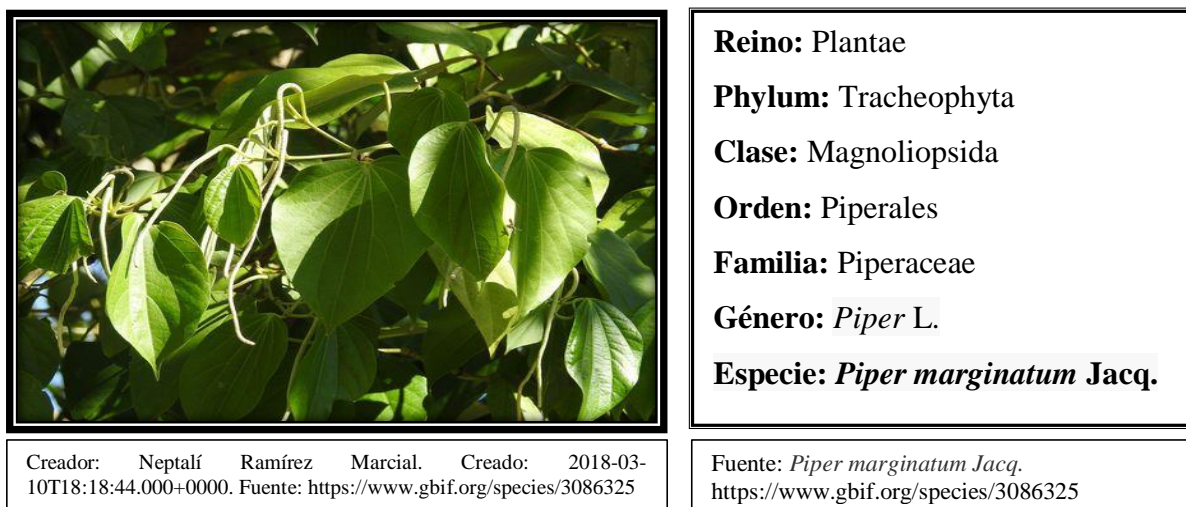 Reino: Plantae
Phylum: Tracheophyta
Clase: Magnoliopsida
Orden: Piperales
Familia: Piperaceae
Género: Piper L.
Especie: Piper marginatum Jacq.
Creador: Neptalí Ramírez Marcial. Creado: 2018-03-
10T18:18:44.000+0000. Fuente: https://www.gbif.org/species/3086325
Fuente: Piper marginatum Jacq.
https://www.gbif.org/species/3086325